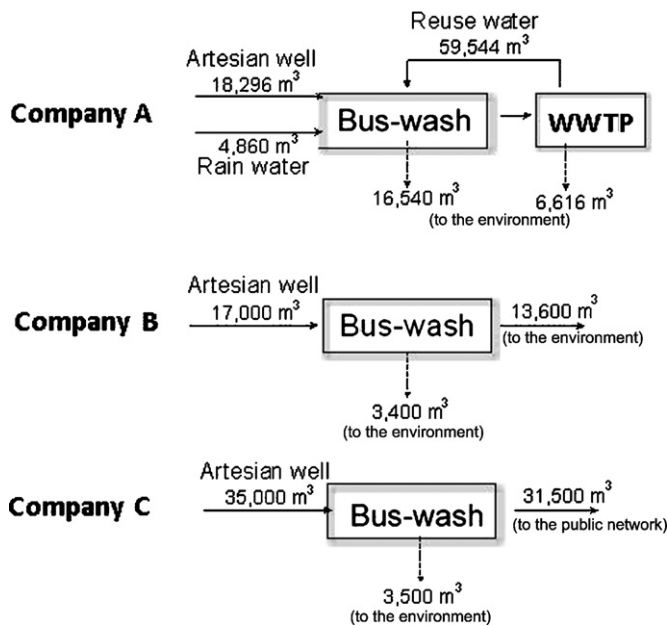 Reuse water
59,544 m³
Artesian well
18,296 m³
Company A
Bus-wash
WWTP
4,860 m³
Rain water
16,540 m³
6,616 m³
(to the environment)
Artesian well
17,000 m³
Company B
Bus-wash
13,600 m³
(to the environment)
3,400 m³
(to the environment)
Artesian well
35,000 m³
Company C
Bus-wash
31,500 m³
(to the public network)
3,500 m³
(to the environment)